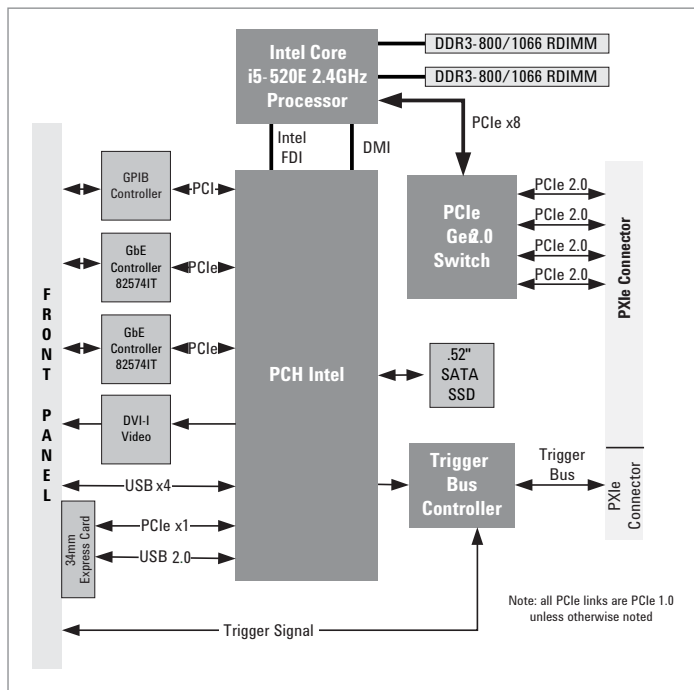 Intel Core
i5-520E 2.4GHz
Processor
DDR3-800/1066 RDIMM
DDR3-800/1066 RDIMM
PCIe x8
Intel
FDI
DMI
GPIB
Controller
PCI
GbE
Controller
82574IT
PCIe
GbE
Controller
82574IT
PCIe
DVI-I
Video
USB x4
PCIe x1
USB 2.0
34mm
Express Card
FRONT PANEL
PCH Intel
PCIe
Gen2.0
Switch
PCIe 2.0
PCIe 2.0
PCIe 2.0
PCIe 2.0
PXIe Connector
.52"
SATA
SSD
Trigger
Bus
Controller
Trigger
Bus
PXIe
Connector
Trigger Signal
Note: all PCIe links are PCIe 1.0
unless otherwise noted